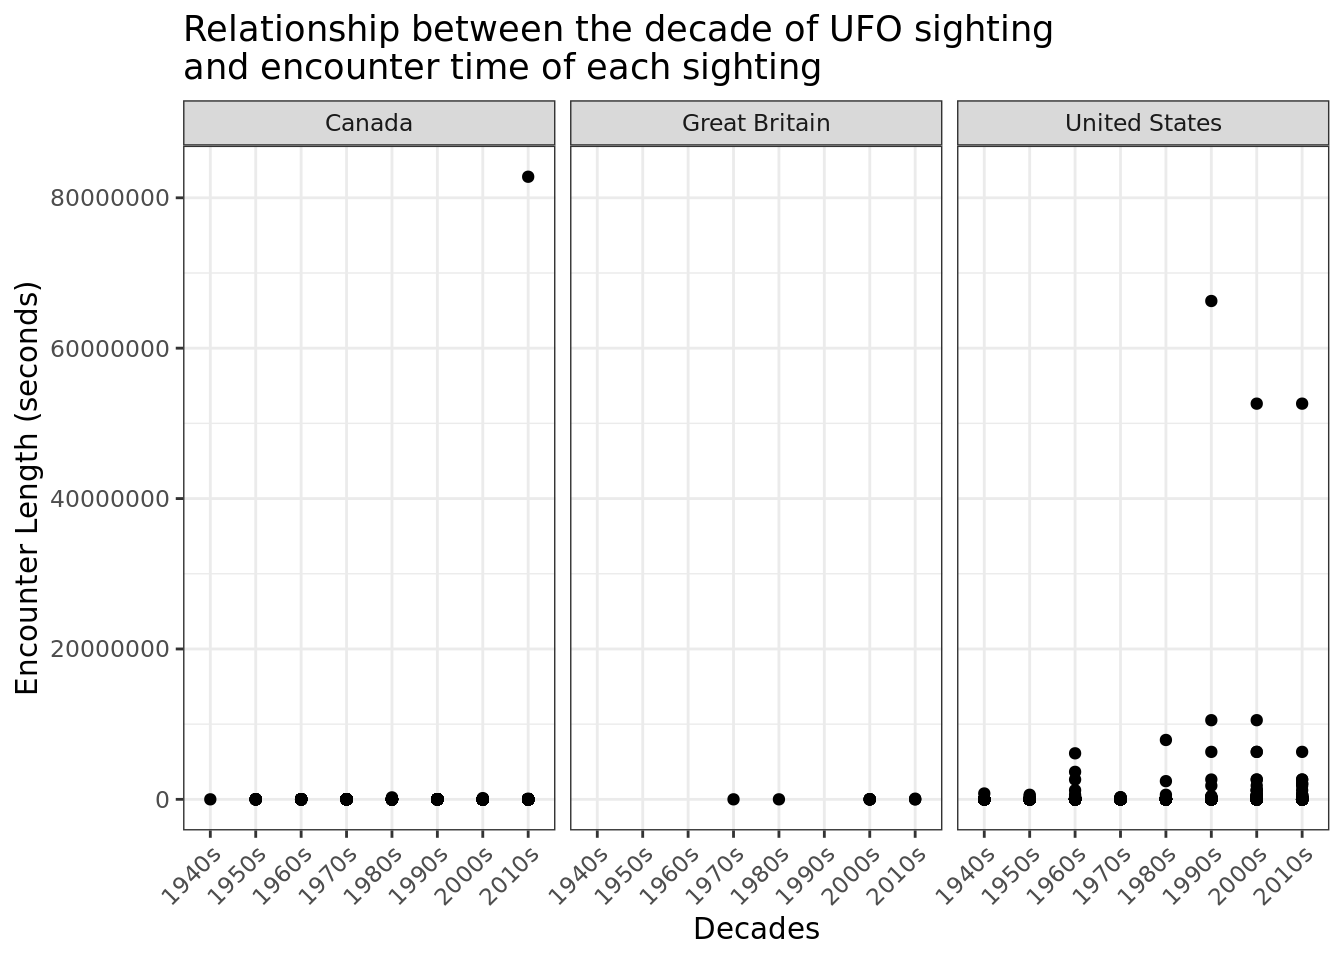 Relationship between the decade of UFO sighting
and encounter time of each sighting
Canada
Great Britain
United States
Encounter Length (seconds)
80000000
60000000
40000000
20000000
0
1940s 1950s 1960s 1970s 1980s 1990s 2000s 2010s
1940s 1950s 1960s 1970s 1980s 1990s 2000s 2010s
1940s 1950s 1960s 1970s 1980s 1990s 2000s 2010s
Decades